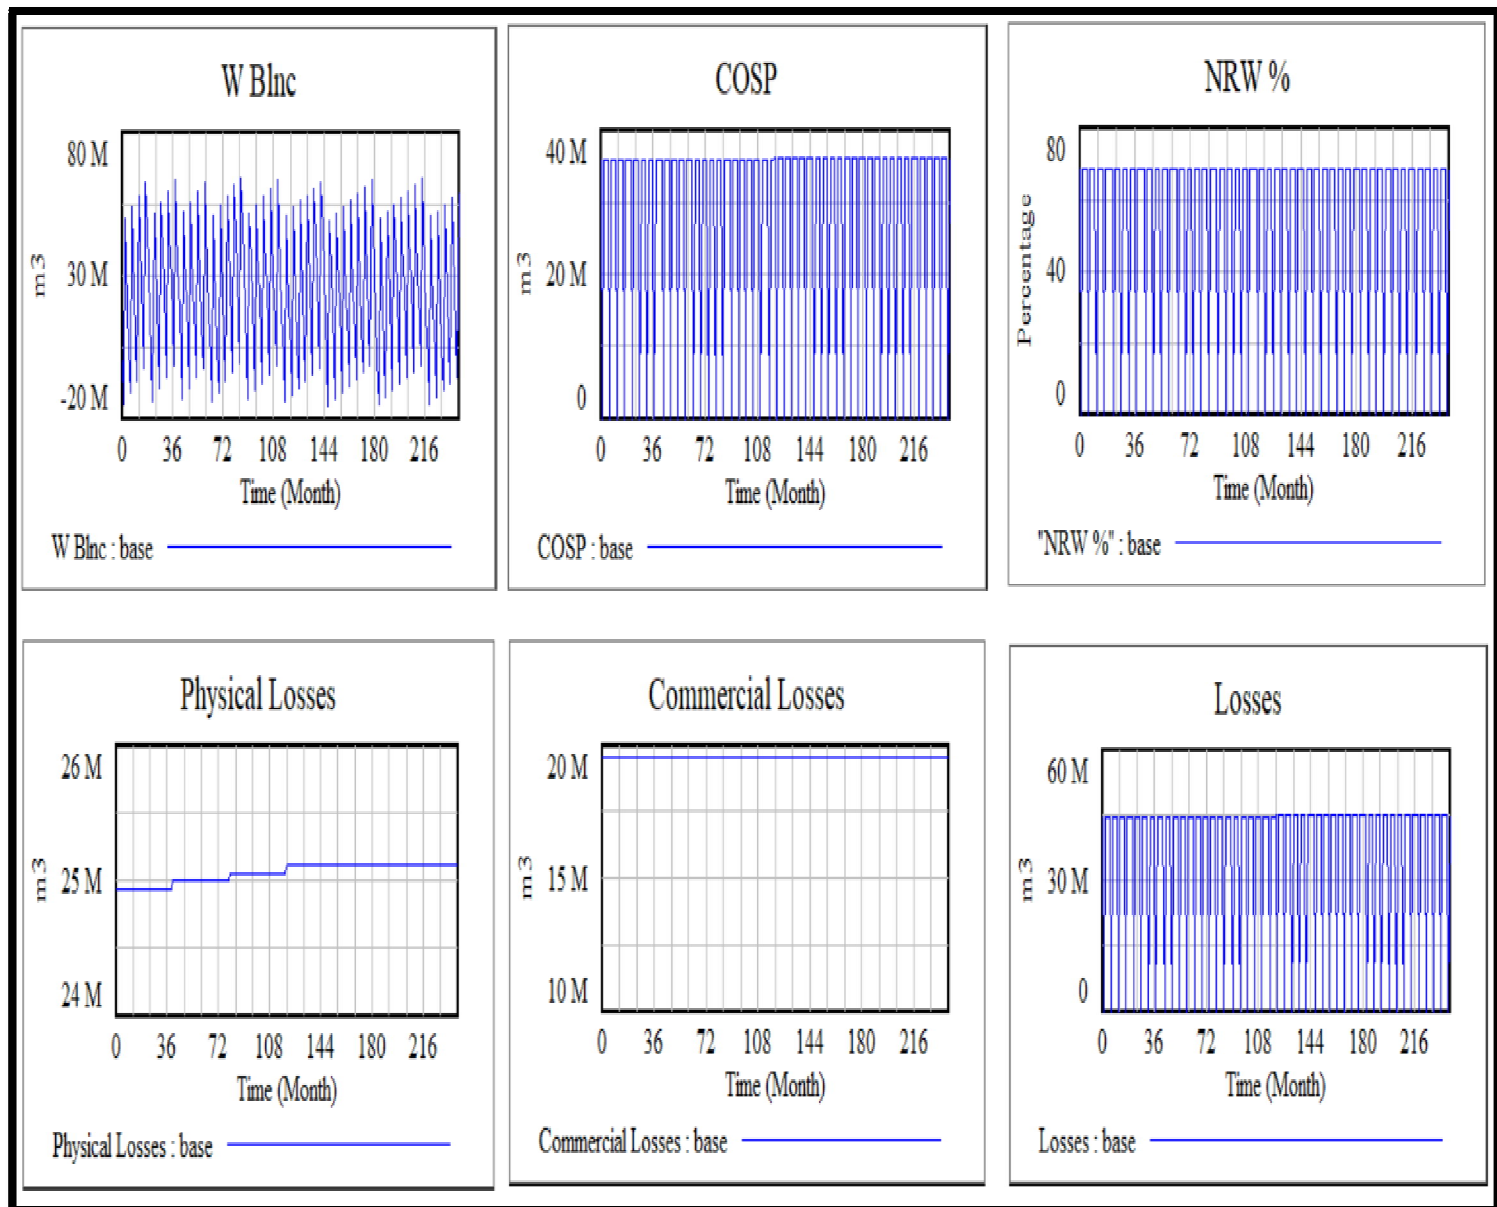 W Blnc
80 M
30 M
-20 M
m3
0 36 72 108 144 180 216
Time (Month)
W Blnc : base
COSP
40 M
20 M
0
m3
0 36 72 108 144 180 216
Time (Month)
COSP : base
NRW %
80
40
0
Percentage
0 36 72 108 144 180 216
Time (Month)
"NRW %" : base
Physical Losses
26 M
25 M
24 M
m3
0 36 72 108 144 180 216
Time (Month)
Physical Losses : base
Commercial Losses
20 M
15 M
10 M
m3
0 36 72 108 144 180 216
Time (Month)
Commercial Losses : base
Losses
60 M
30 M
0
m3
0 36 72 108 144 180 216
Time (Month)
Losses : base